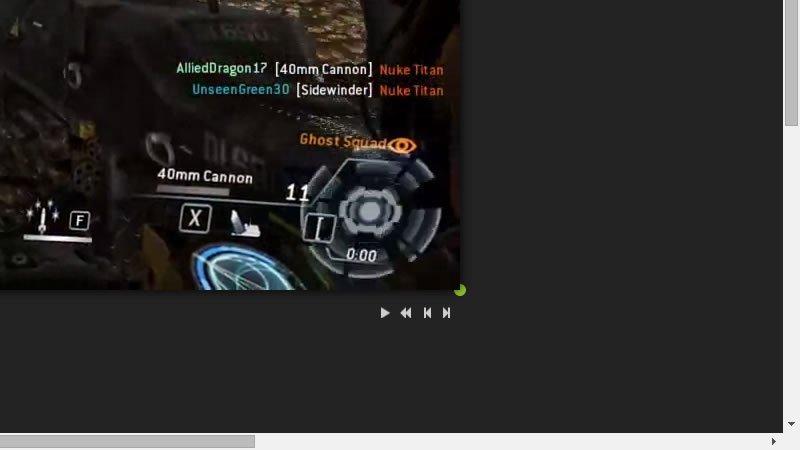 AlliedDragon17 [40mm Cannon] Nuke Titan
UnseenGreen30 [Sidewinder] Nuke Titan
Ghost Squad
40mm Cannon
11
F
X
0:00